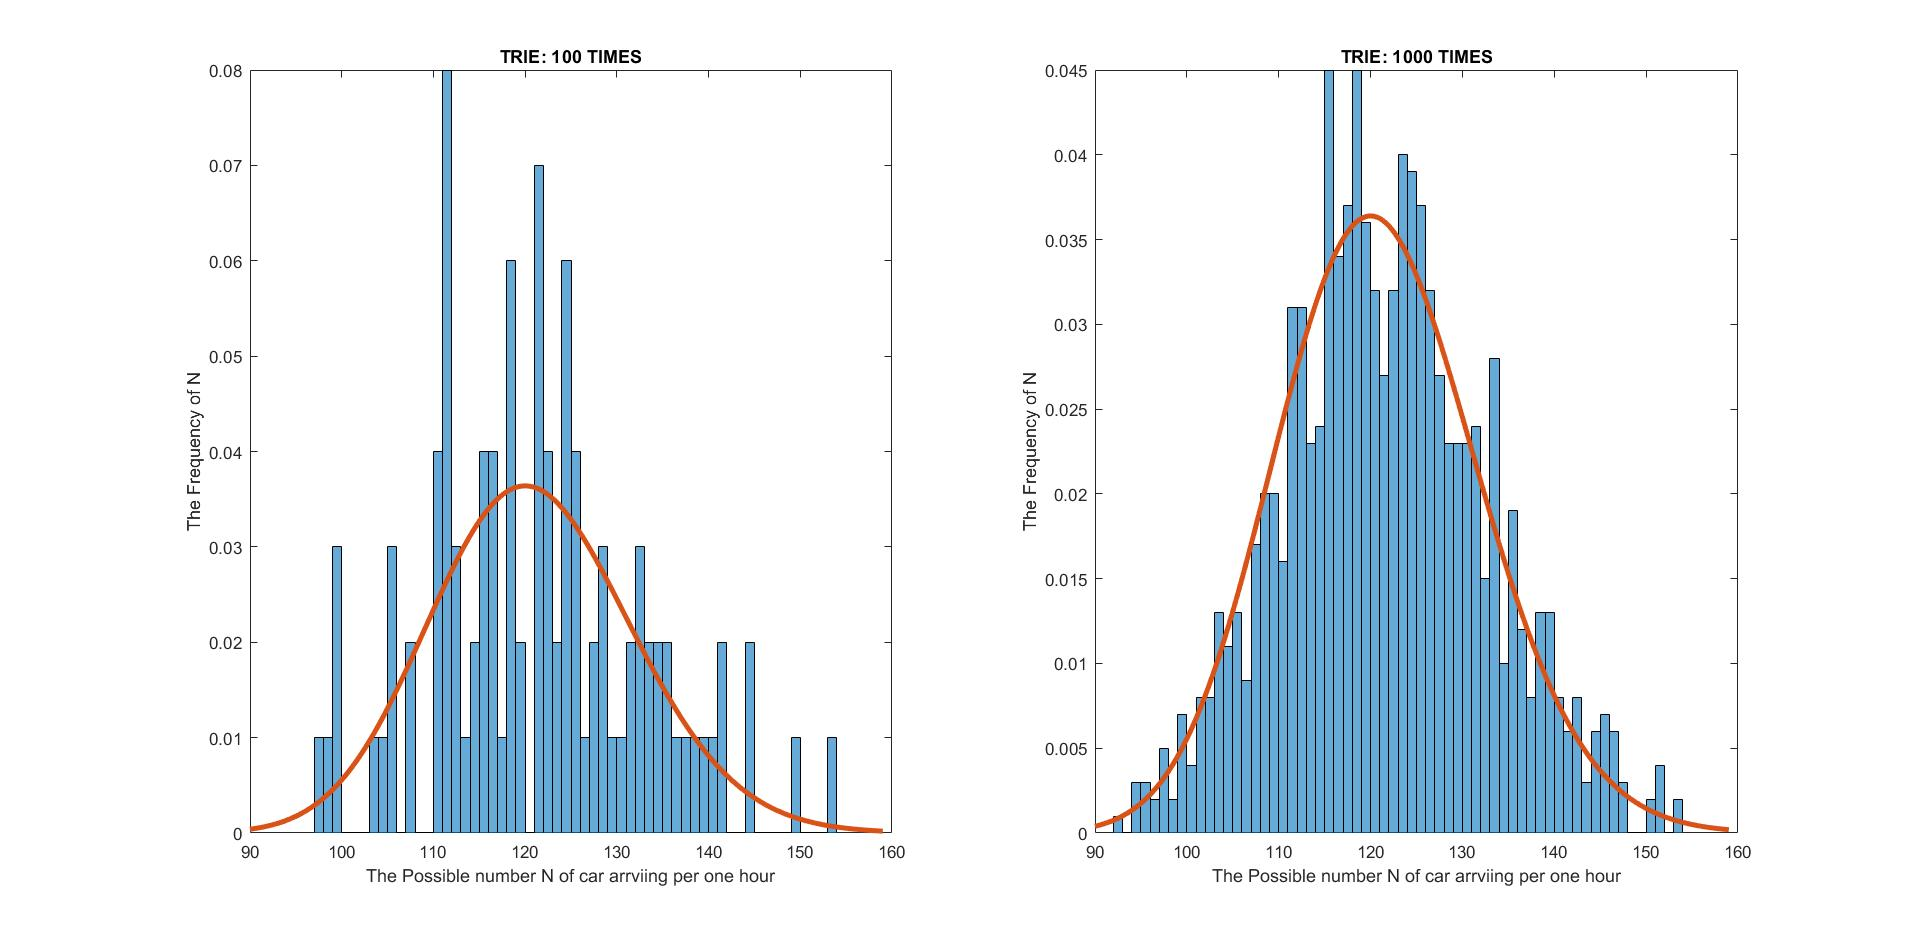 TRIE: 100 TIMES
0.08
0.07
0.06
0.05
0.04
0.03
0.02
0.01
0
The Frequency of N
90 100 110 120 130 140 150 160
The Possible number N of car arrviing per one hour
TRIE: 1000 TIMES
0.045
0.04
0.035
0.03
0.025
0.02
0.015
0.01
0.005
0
The Frequency of N
90 100 110 120 130 140 150 160
The Possible number N of car arrviing per one hour